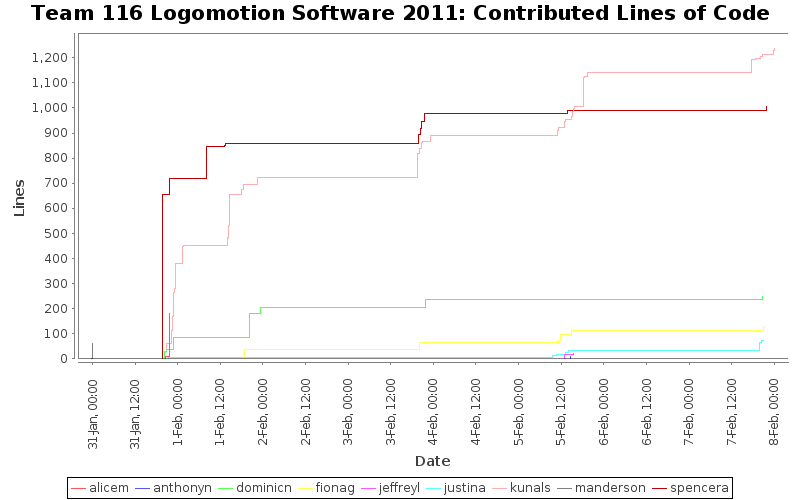 Team 116 Logomotion Software 2011: Contributed Lines of Code
Lines
1,200
1,100
1,000
900
800
700
600
500
400
300
200
100
0
31-Jan, 00:00
31-Jan, 12:00
1-Feb, 00:00
1-Feb, 12:00
2-Feb, 00:00
2-Feb, 12:00
3-Feb, 00:00
3-Feb, 12:00
4-Feb, 00:00
4-Feb, 12:00
5-Feb, 00:00
5-Feb, 12:00
6-Feb, 00:00
6-Feb, 12:00
7-Feb, 00:00
7-Feb, 12:00
8-Feb, 00:00
Date
alicem anthonyn dominicn fionag jeffreyl justina kunals manderson spencera